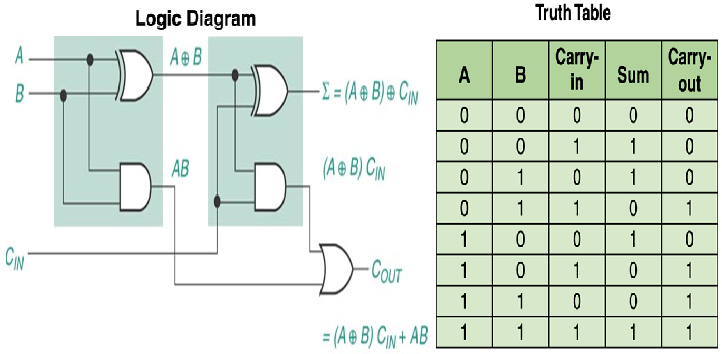 Logic Diagram
A
B
A⊕B
Σ = (A⊕B)⊕ C_IN
AB
(A⊕B) C_IN
C_IN
C_OUT
= (A⊕B) C_IN + AB
Truth Table
A B Carry-in Sum Carry-out
0 0 0 0 0
0 0 1 1 0
0 1 0 1 0
0 1 1 0 1
1 0 0 1 0
1 0 1 0 1
1 1 0 0 1
1 1 1 1 1